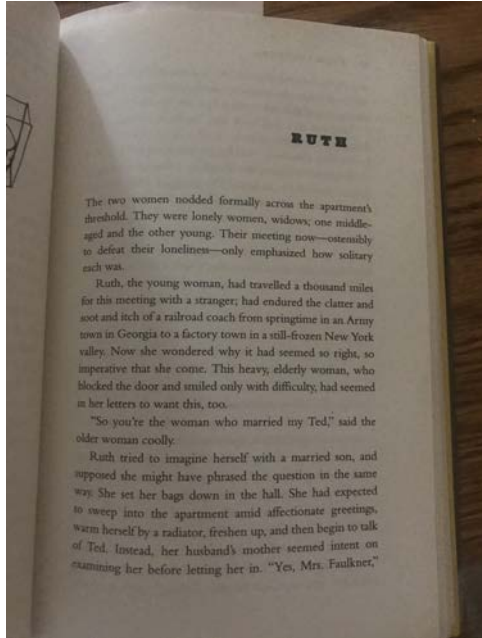 RUTH
The two women nodded formally across the apartment's
threshold. They were lonely women, widows; one middle-
aged and the other young. Their meeting now—ostensibly
to defeat their loneliness—only emphasized how solitary
each was.
Ruth, the young woman, had travelled a thousand miles
for this meeting with a stranger; had endured the clatter and
soot and itch of a railroad coach from springtime in an Army
town in Georgia to a factory town in a still-frozen New York
valley. Now she wondered why it had seemed so right, so
imperative that she come. This heavy, elderly woman, who
blocked the door and smiled only with difficulty, had seemed
in her letters to want this, too.
"So you're the woman who married my Ted," said the
older woman coolly.
Ruth tried to imagine herself with a married son, and
supposed she might have phrased the question in the same
way. She set her bags down in the hall. She had expected
to sweep into the apartment amid affectionate greetings,
warm herself by a radiator, freshen up, and then begin to talk
of Ted. Instead, her husband's mother seemed intent on
examining her before letting her in. "Yes, Mrs. Faulkner,"